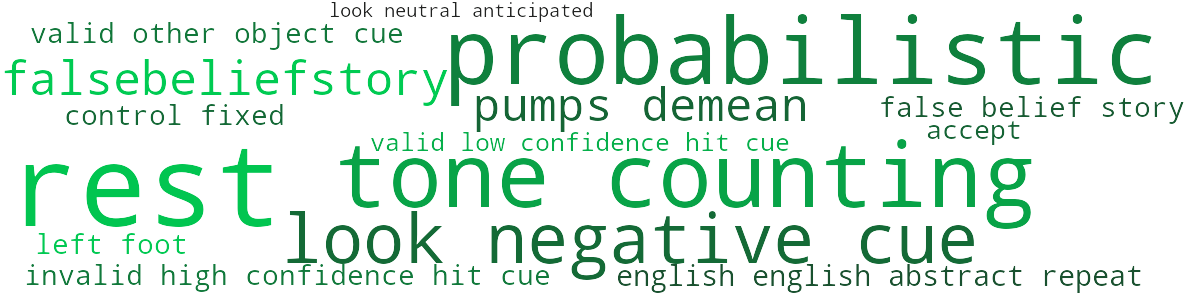 look neutral anticipated
valid other object cue
probabilistic
falsebeliefstory
pumps demean
false belief story
control fixed
accept
valid low confidence hit cue
rest
tone counting
look negative cue
left foot
invalid high confidence hit cue
english english abstract repeat